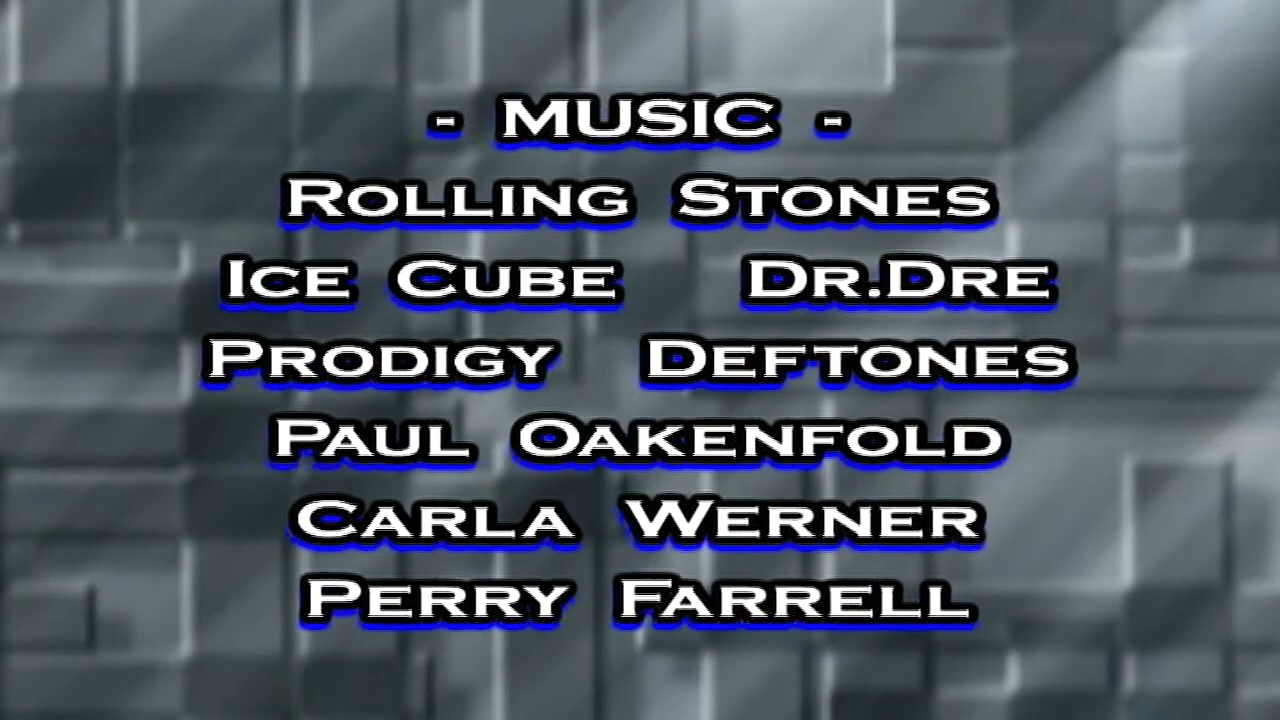 - MUSIC -
ROLLING STONES
ICE CUBE DR.DRE
PRODIGY DEFTONES
PAUL OAKENFOLD
CARLA WERNER
PERRY FARRELL